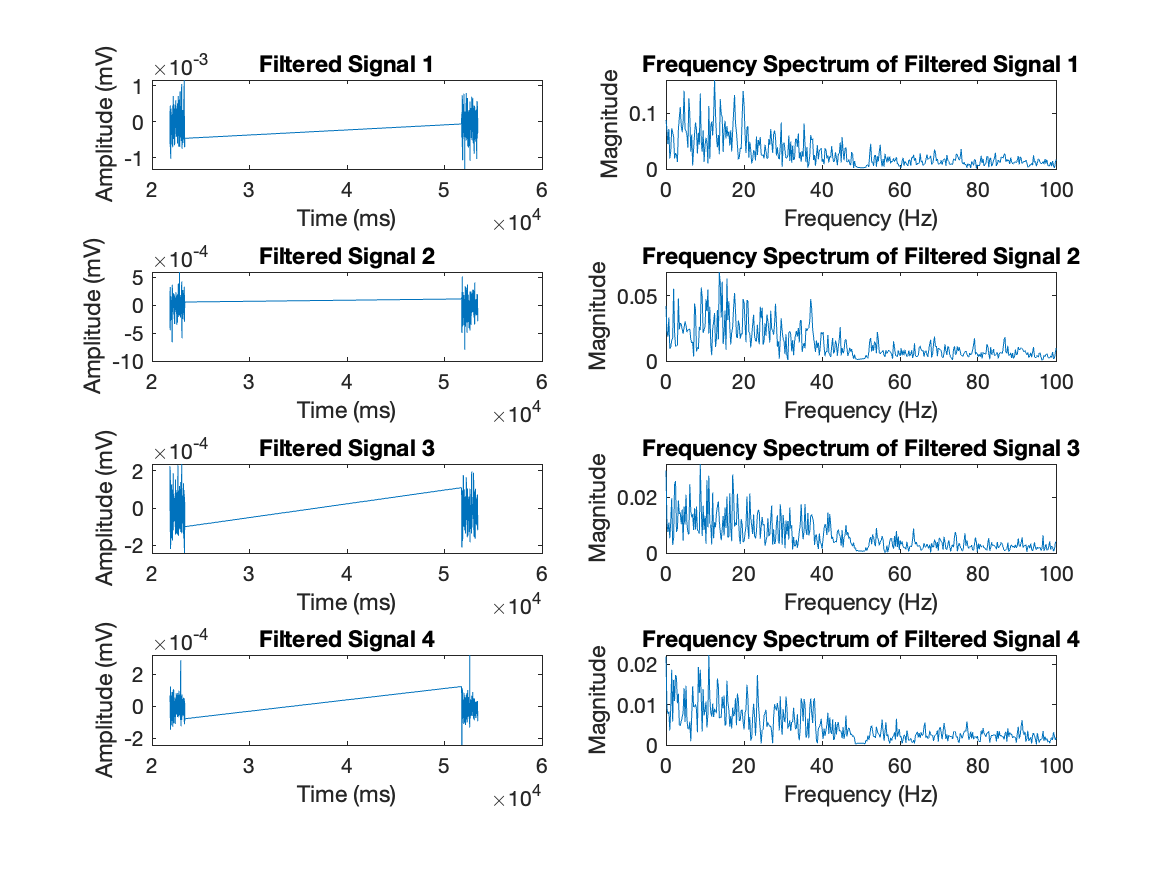 Filtered Signal 1
×10-3
Amplitude (mV)
1
0
-1
2 3 4 5 6
Time (ms)
×104
Frequency Spectrum of Filtered Signal 1
Magnitude
0.1
0
0 20 40 60 80 100
Frequency (Hz)
Filtered Signal 2
×10-4
Amplitude (mV)
5
0
-5
-10
2 3 4 5 6
Time (ms)
×104
Frequency Spectrum of Filtered Signal 2
Magnitude
0.05
0
0 20 40 60 80 100
Frequency (Hz)
Filtered Signal 3
×10-4
Amplitude (mV)
2
0
-2
2 3 4 5 6
Time (ms)
×104
Frequency Spectrum of Filtered Signal 3
Magnitude
0.02
0
0 20 40 60 80 100
Frequency (Hz)
Filtered Signal 4
×10-4
Amplitude (mV)
2
0
-2
2 3 4 5 6
Time (ms)
×104
Frequency Spectrum of Filtered Signal 4
Magnitude
0.02
0.01
0
0 20 40 60 80 100
Frequency (Hz)